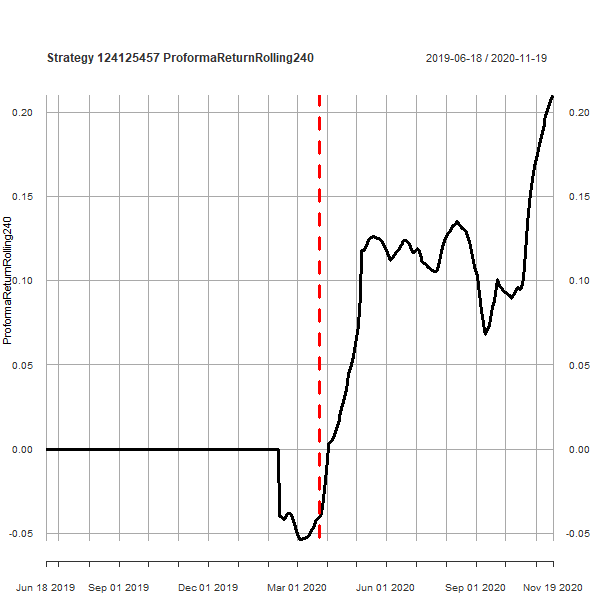 Strategy 124125457 ProformaReturnRolling240 2019-06-18 / 2020-11-19
0.20 0.20
0.15 0.15
0.10 0.10
0.05 0.05
0.00 0.00
-0.05 -0.05
ProformaReturnRolling240
Jun 18 2019 Sep 01 2019 Dec 01 2019 Mar 01 2020 Jun 01 2020 Sep 01 2020 Nov 19 2020